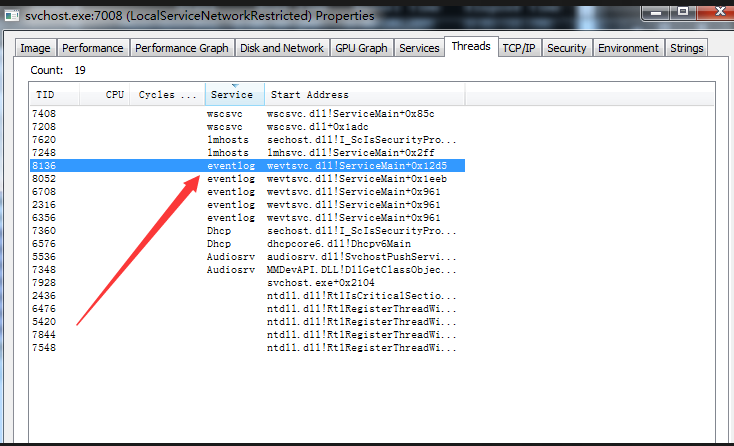 svchost.exe:7008 (LocalServiceNetworkRestricted) Properties
Image Performance Performance Graph Disk and Network GPU Graph Services Threads TCP/IP Security Environment Strings
Count: 19
TID CPU Cycles ... Service Start Address
7408 wscsvc wscsvc.dll!ServiceMain+0x85c
7208 wscsvc wscsvc.dll+0x1adc
7620 lmhosts sechost.dll!I_ScIsSecurityPro...
7248 lmhosts lmhsvc.dll!ServiceMain+0x2ff
8136 eventlog wevtsvc.dll!ServiceMain+0x12d5
8052 eventlog wevtsvc.dll!ServiceMain+0x1eeb
6708 eventlog wevtsvc.dll!ServiceMain+0x961
2316 eventlog wevtsvc.dll!ServiceMain+0x961
6356 eventlog wevtsvc.dll!ServiceMain+0x961
7360 Dhcp sechost.dll!I_ScIsSecurityPro...
6576 Dhcp dhcpcore6.dll!Dhcpv6Main
5536 Audiosrv audiosrv.dll!SvchostPushServi...
7348 Audiosrv MMDevAPI.DLL!DllGetClassObjec...
7928 svchost.exe+0x2104
2436 ntdll.dll!RtlIsCriticalSectio...
6476 ntdll.dll!RtlRegisterThreadWi...
5420 ntdll.dll!RtlRegisterThreadWi...
7844 ntdll.dll!RtlRegisterThreadWi...
7548 ntdll.dll!RtlRegisterThreadWi...